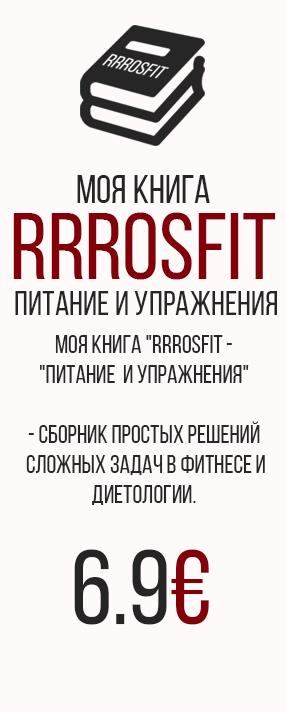 RRROSFIT
МОЯ КНИГА
RRROSFIT
ПИТАНИЕ И УПРАЖНЕНИЯ
МОЯ КНИГА "RRROSFIT -
"ПИТАНИЕ И УПРАЖНЕНИЯ"
- СБОРНИК ПРОСТЫХ РЕШЕНИЙ
СЛОЖНЫХ ЗАДАЧ В ФИТНЕСЕ И
ДИЕТОЛОГИИ.
6.9€